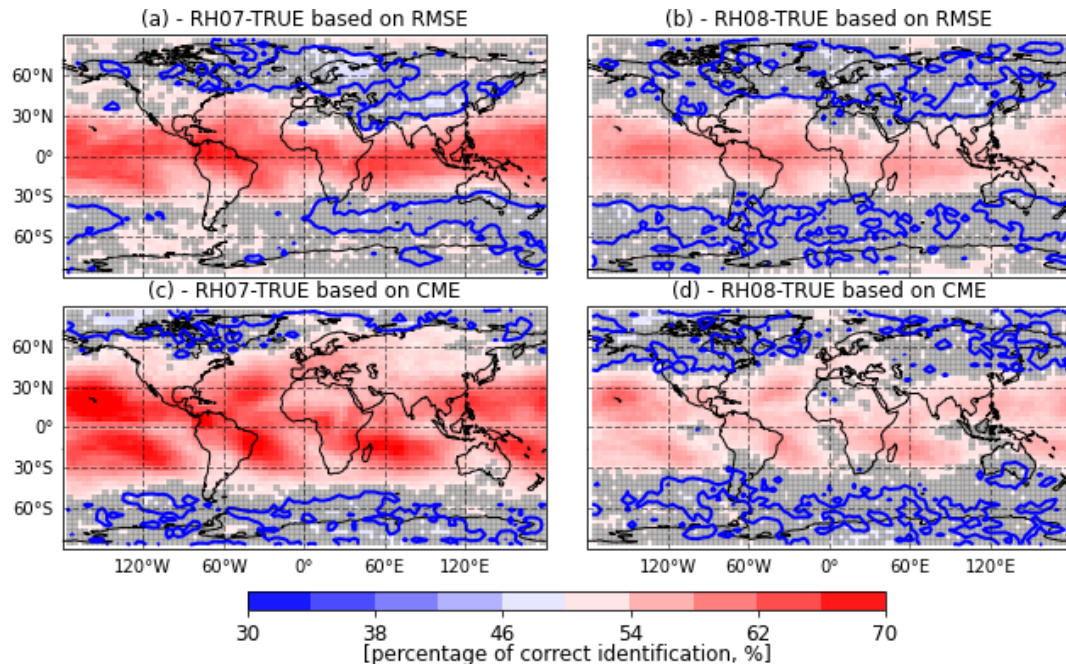 (a) - RH07-TRUE based on RMSE
(b) - RH08-TRUE based on RMSE
60°N
30°N
0°
30°S
60°S
(c) - RH07-TRUE based on CME
(d) - RH08-TRUE based on CME
60°N
30°N
0°
30°S
60°S
120°W 60°W 0° 60°E 120°E
120°W 60°W 0° 60°E 120°E
30 38 46 54 62 70
[percentage of correct identification, %]